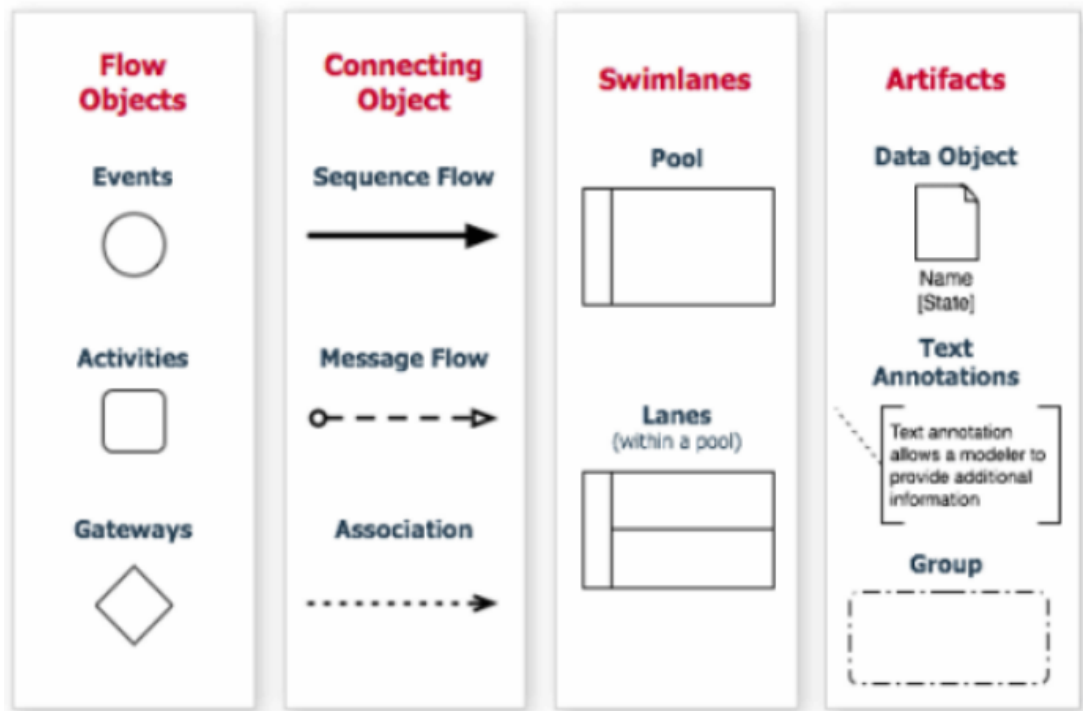 Flow
Objects
Events
Activities
Gateways
Connecting
Object
Sequence Flow
Message Flow
Association
Swimlanes
Pool
Lanes
(within a pool)
Artifacts
Data Object
Name
[State]
Text
Annotations
Text annotation
allows a modeler to
provide additional
information
Group